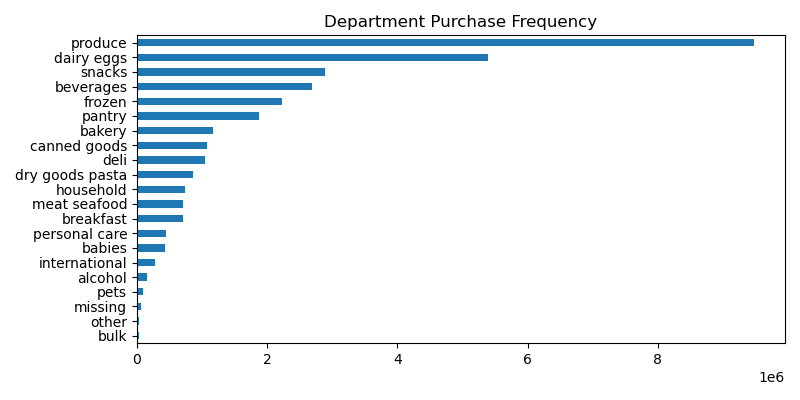 Department Purchase Frequency
produce
dairy eggs
snacks
beverages
frozen
pantry
bakery
canned goods
deli
dry goods pasta
household
meat seafood
breakfast
personal care
babies
international
alcohol
pets
missing
other
bulk
0 2 4 6 8
1e6